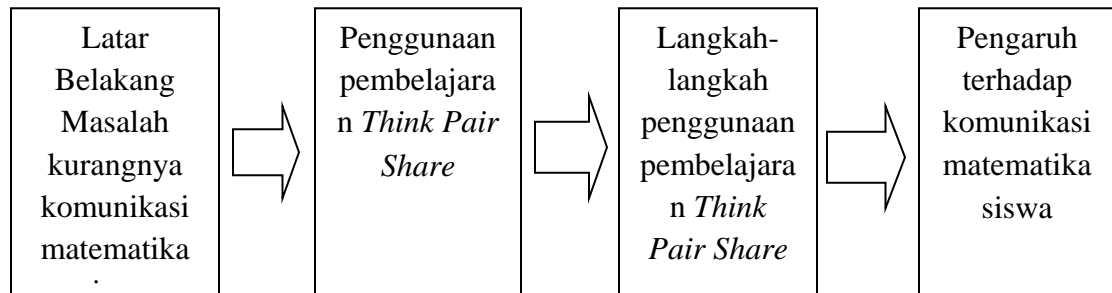 Latar
Belakang
Masalah
kurangnya
komunikasi
matematika
Penggunaan
pembelajara
n Think Pair
Share
Langkah-
langkah
penggunaan
pembelajara
n Think
Pair Share
Pengaruh
terhadap
komunikasi
matematika
siswa